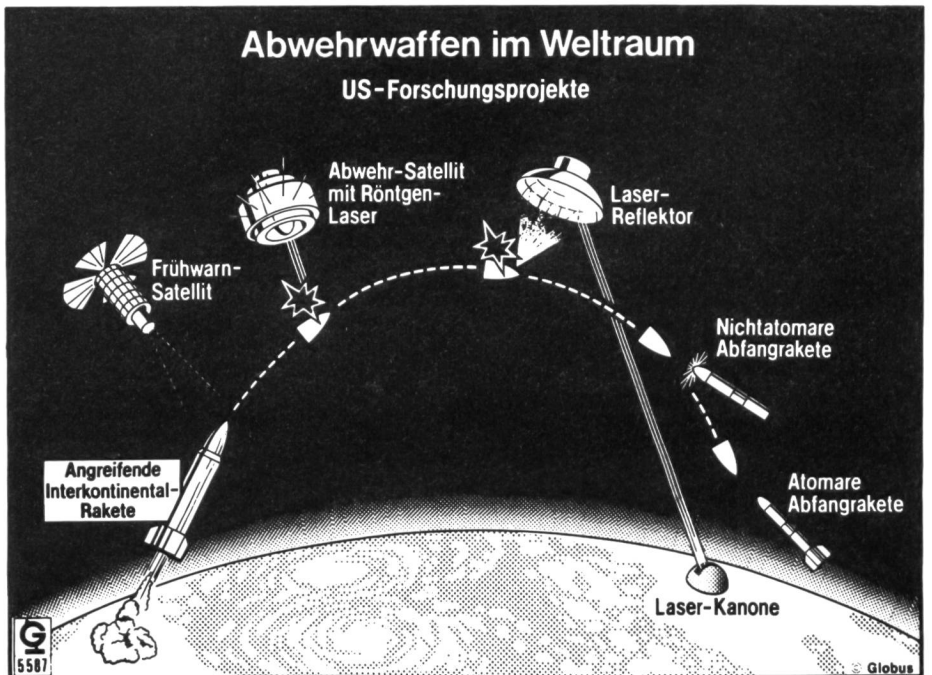 Abwehrwaffen im Weltraum
US-Forschungsprojekte
Abwehr-Satellit
mit Röntgen-
Laser
Laser-
Reflektor
Frühwarn-
Satellit
Nichtatomare
Abfangrakete
Angreifende
Interkontinental-
Rakete
Atomare
Abfangrakete
Laser-Kanone
G
5587
© Globus